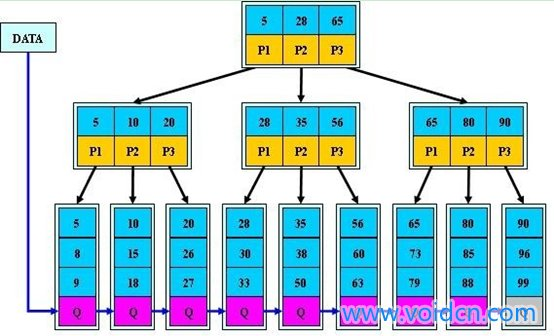 5 28 65
DATA
P1 P2 P3
5 10 20 28 35 56 65 80 90
P1 P2 P3 P1 P2 P3 P1 P2 P3
5 10 20 28 35 56 65 80 90
8 15 26 30 38 60 73 85 96
9 18 27 33 50 63 79 88 99
Q Q Q Q Q
www.voidcn.com